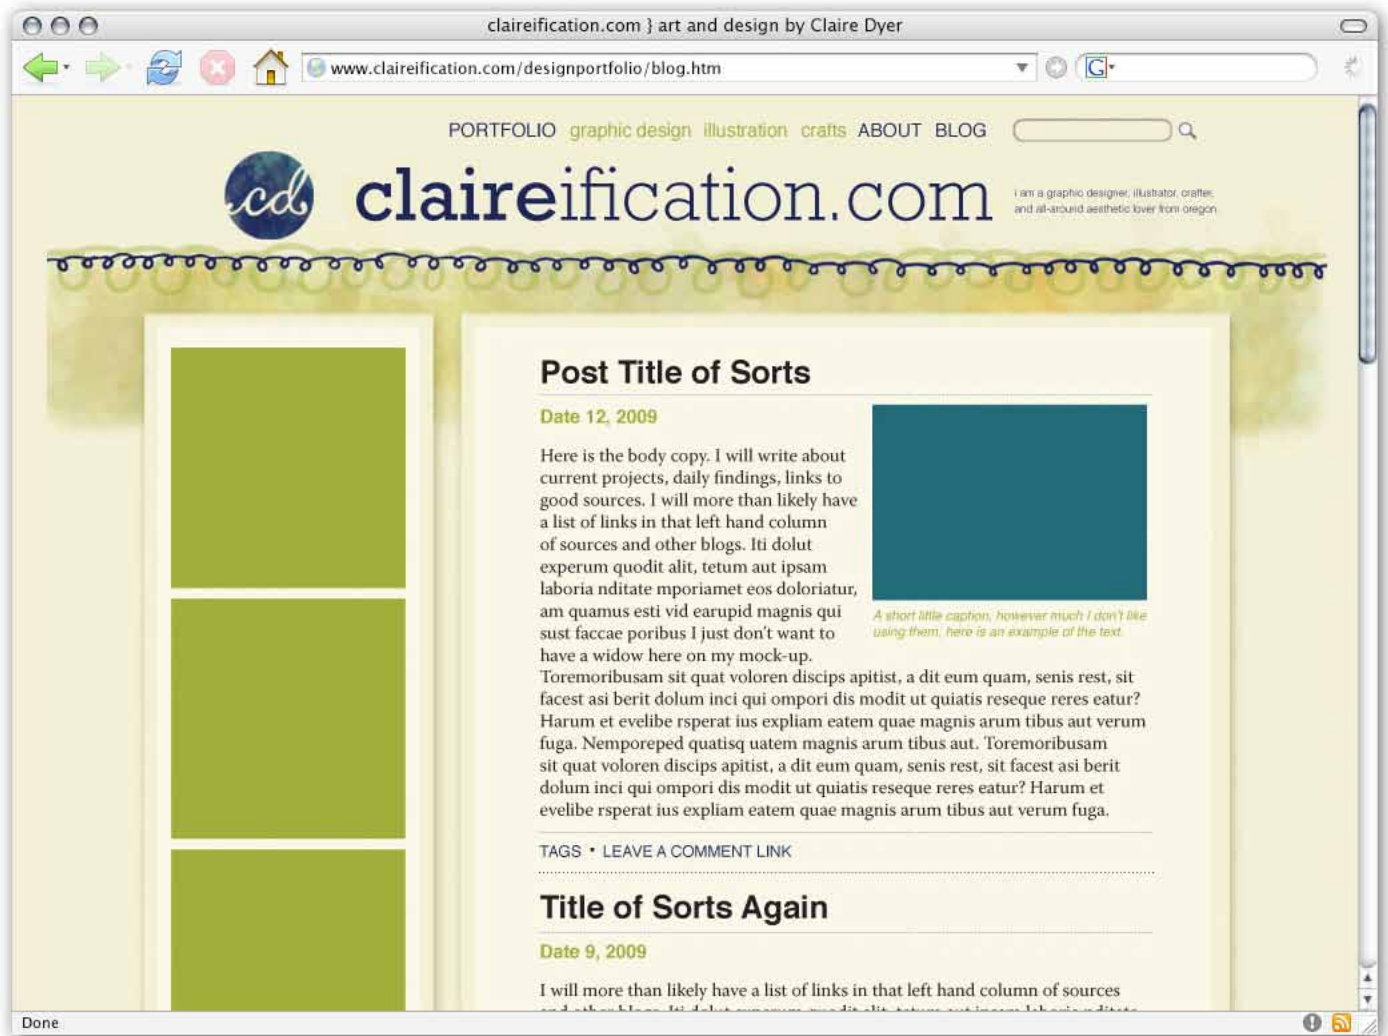 claireification.com } art and design by Claire Dyer
www.claireification.com/designportfolio/blog.htm
G
PORTFOLIO graphic design illustration crafts ABOUT BLOG
cd
claireification.com
i am a graphic designer, illustrator, crafter,
and all-around aesthetic lover from oregon
Post Title of Sorts
Date 12, 2009
Here is the body copy. I will write about
current projects, daily findings, links to
good sources. I will more than likely have
a list of links in that left hand column
of sources and other blogs. Iti dolut
experum quodit alit, tetum aut ipsam
laboria nditate mporiamet eos doloriatur,
am quamus esti vid earupid magnis qui
sust faccae poribus I just don't want to
have a widow here on my mock-up.
A short little caption, however much I don't like
using them, here is an example of the text.
Toremoribusam sit quat voloren discips apitist, a dit eum quam, senis rest, sit
facest asi berit dolum inci qui ompori dis modit ut quiatis reseque reres eatur?
Harum et evelibe rsperat ius expliam eatem quae magnis arum tibus aut verum
fuga. Nemporeped quatisq uatem magnis arum tibus aut. Toremoribusam
sit quat voloren discips apitist, a dit eum quam, senis rest, sit facest asi berit
dolum inci qui ompori dis modit ut quiatis reseque reres eatur? Harum et
evelibe rsperat ius expliam eatem quae magnis arum tibus aut verum fuga.
TAGS • LEAVE A COMMENT LINK
Title of Sorts Again
Date 9, 2009
I will more than likely have a list of links in that left hand column of sources
Done